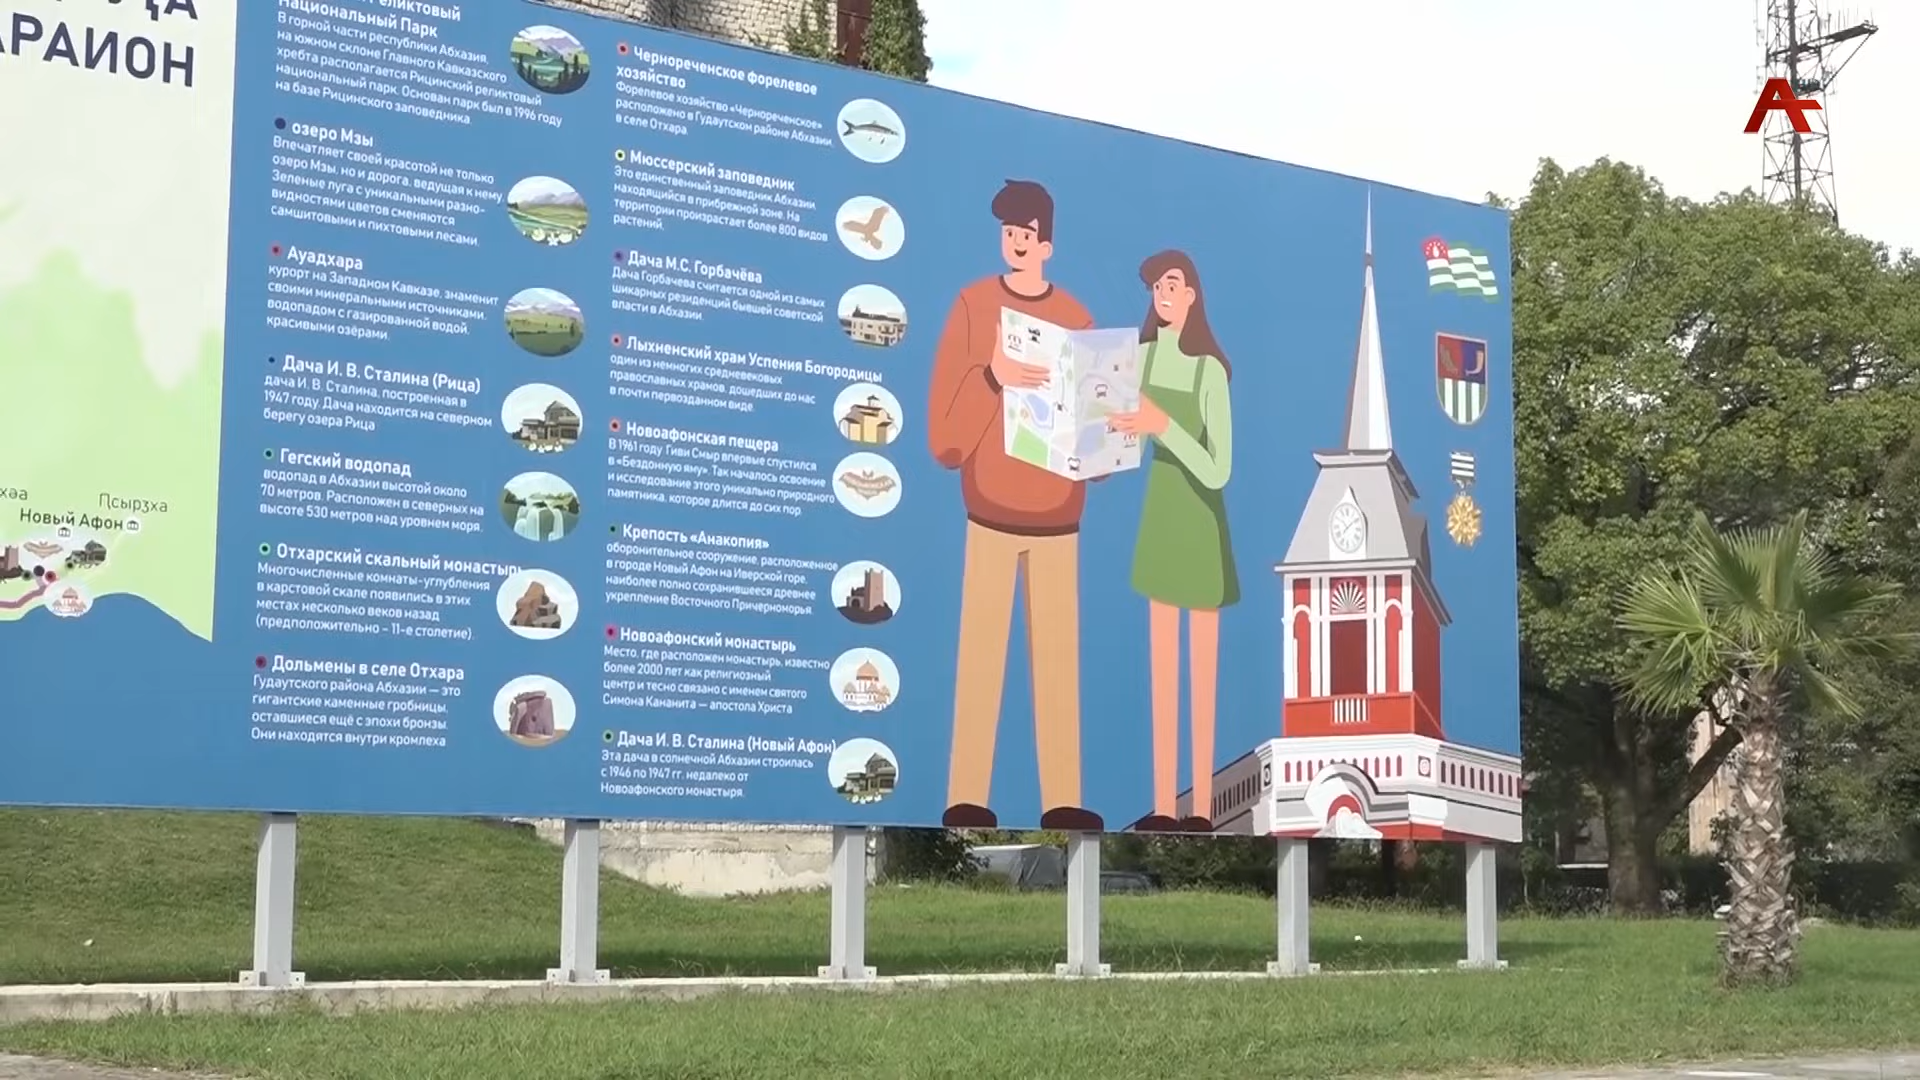 АРАИОН
Ҧсырӡха
Новый Афон
Реликтовый
Национальный Парк
В горной части республики Абхазия,
на южном склоне Главного Кавказского
хребта располагается Рицинский реликтовый
национальный парк. Основан парк был в 1996 году
на базе Рицинского заповедника.
озеро Мзы
Впечатляет своей красотой не только
озеро Мзы, но и дорога, ведущая к нему
Зеленые луга с уникальными разно-
видностями цветов сменяются
самшитовыми и пихтовыми лесами.
Ауадхара
курорт на Западном Кавказе, знаменит
своими минеральными источниками,
водопадом с газированной водой,
красивыми озёрами.
Дача И. В. Сталина (Рица)
дача И. В. Сталина, построенная в
1947 году. Дача находится на северном
берегу озера Рица
Гегский водопад
водопад в Абхазии высотой около
70 метров. Расположен в северных на
высоте 530 метров над уровнем моря.
Отхарский скальный монастырь
Многочисленные комнаты-углубления
в карстовой скале появились в этих
местах несколько веков назад
(предположительно – 11-е столетие).
Дольмены в селе Отхара
Гудаутского района Абхазии — это
гигантские каменные гробницы,
оставшиеся ещё с эпохи бронзы.
Они находятся внутри кромлеха
Чернореченское форелевое
хозяйство
Форелевое хозяйство «Чернореченское»
расположено в Гудаутском районе Абхазии,
в селе Отхара.
Мюссерский заповедник
Это единственный заповедник Абхазии,
находящийся в прибрежной зоне. На
территории произрастает более 800 видов
растений.
Дача М.С. Горбачёва
Дача Горбачева считается одной из самых
шикарных резиденций бывшей советской
власти в Абхазии.
Лыхненский храм Успения Богородицы
один из немногих средневековых
православных храмов, дошедших до нас
в почти первозданном виде.
Новоафонская пещера
В 1961 году Гиви Смыр впервые спустился
в «Бездонную яму». Так началось освоение
и исследование этого уникально природного
памятника, которое длится до сих пор.
Крепость «Анакопия»
оборонительное сооружение, расположенное
в городе Новый Афон на Иверской горе,
наиболее полно сохранившееся древнее
укрепление Восточного Причерноморья.
Новоафонский монастырь
Место, где расположен монастырь, известно
более 2000 лет как религиозный
центр и тесно связано с именем святого
Симона Кананита — апостола Христа
Дача И. В. Сталина (Новый Афон)
Эта дача в солнечной Абхазии строилась
с 1946 по 1947 гг. недалеко от
Новоафонского монастыря.